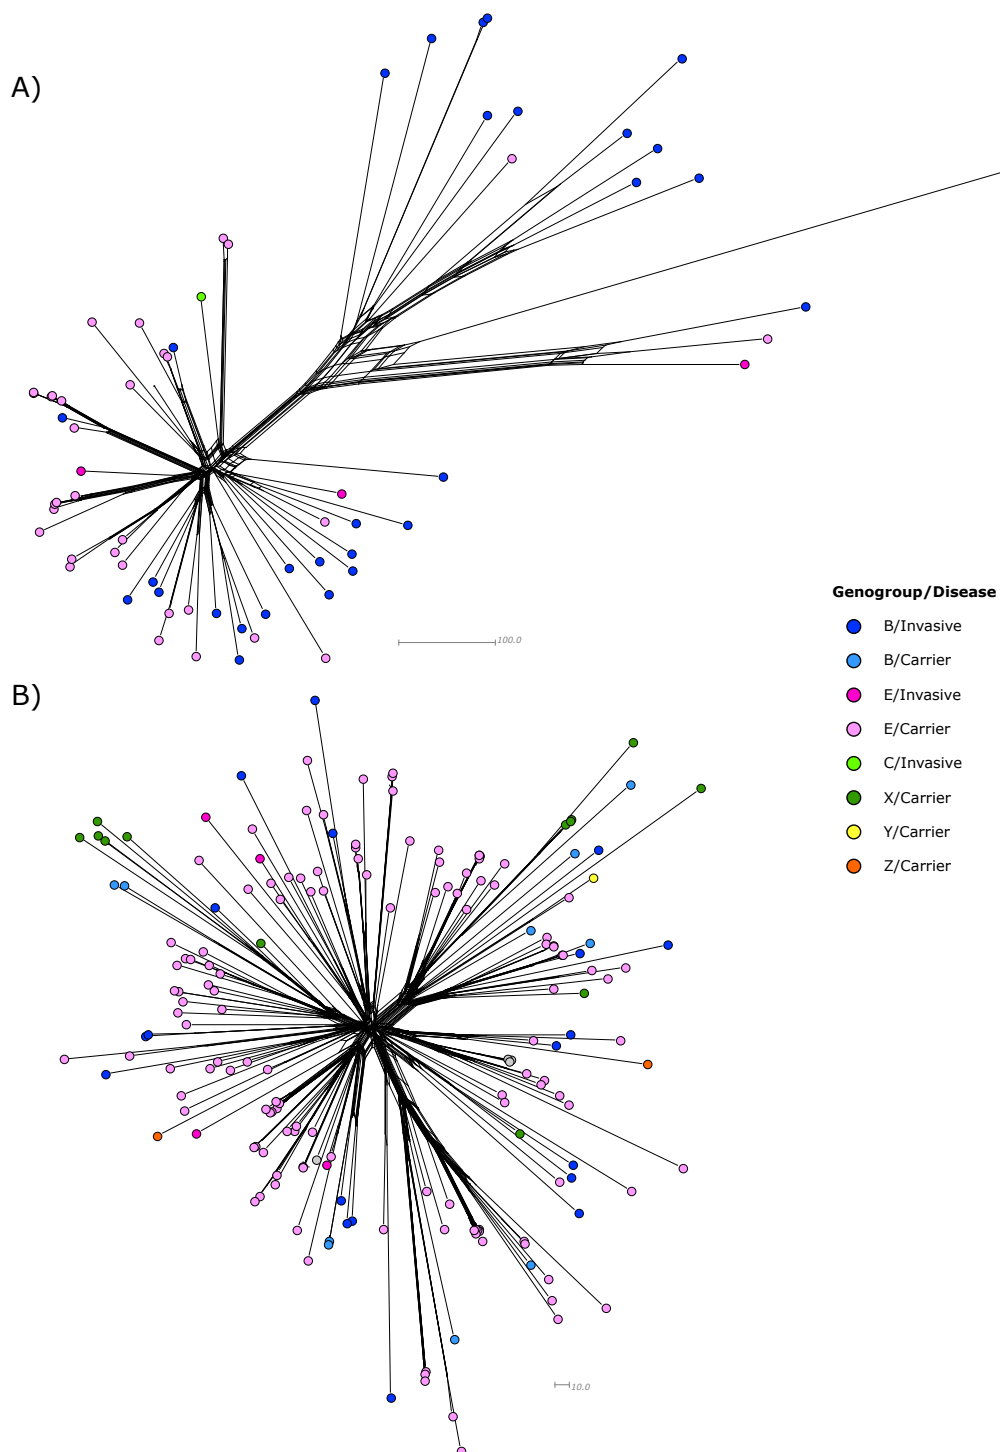 A)
100.0
Genogroup/Disease
B/Invasive
B/Carrier
E/Invasive
E/Carrier
C/Invasive
X/Carrier
Y/Carrier
Z/Carrier
B)
10.0